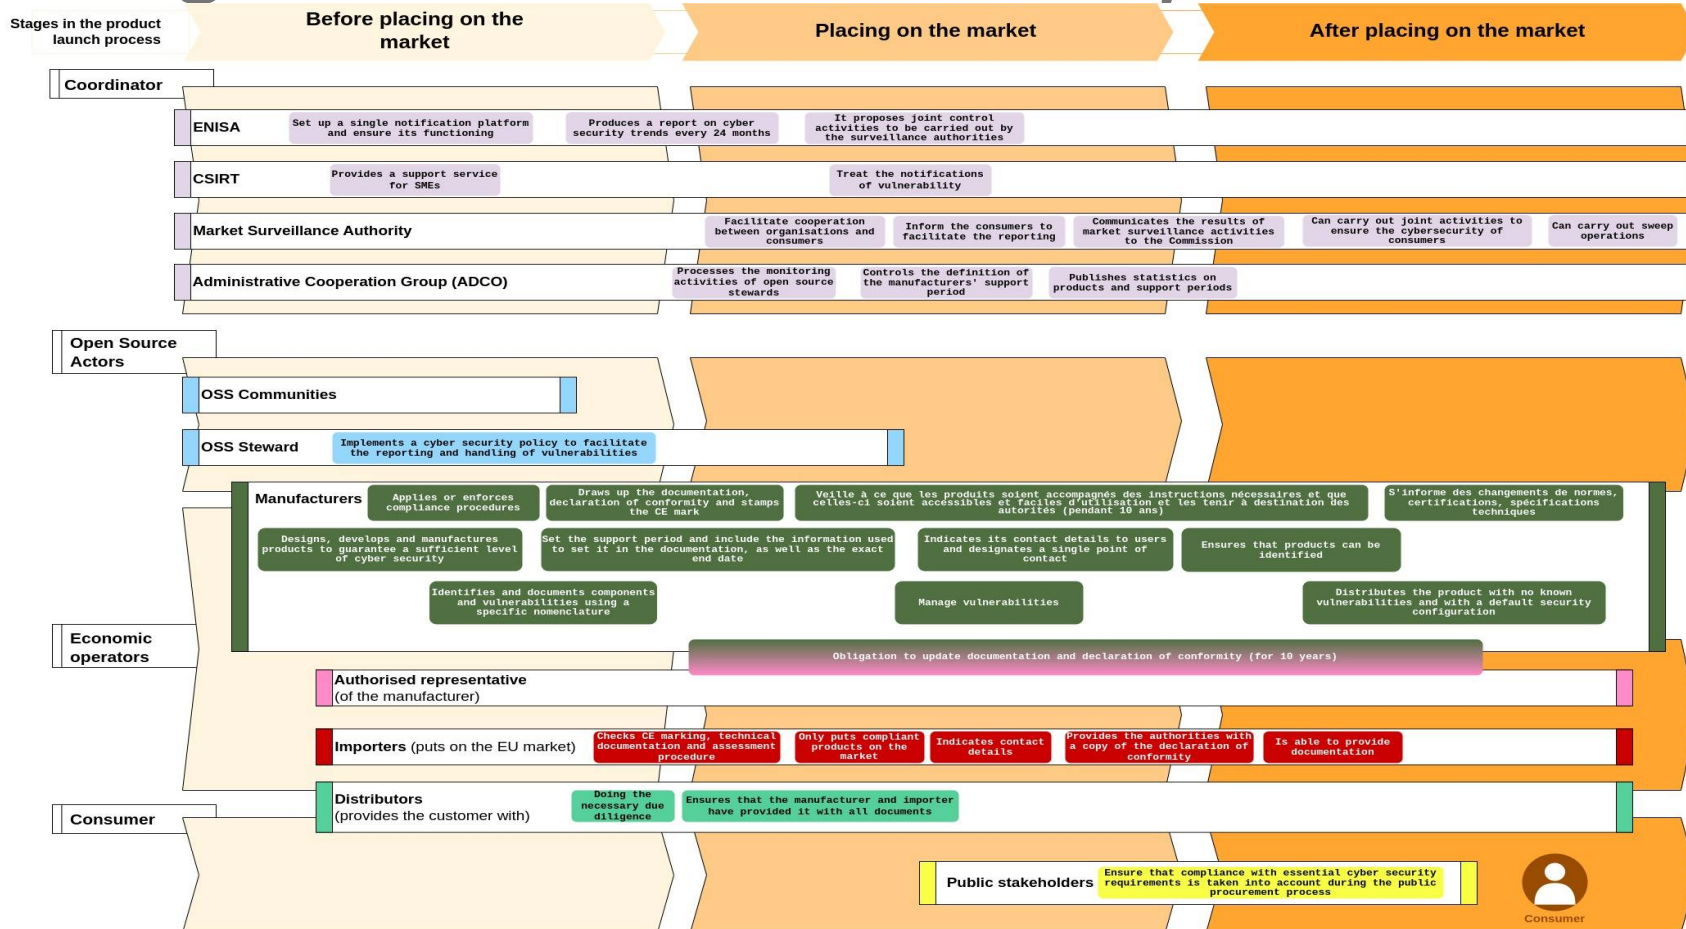 Stages in the product
launch process
Before placing on the
market
Placing on the market
After placing on the market
Coordinator
ENISA
Set up a single notification platform
and ensure its functioning
Produces a report on cyber
security trends every 24 months
It proposes joint control
activities to be carried out by
the surveillance authorities
CSIRT
Provides a support service
for SMEs
Treat the notifications
of vulnerability
Market Surveillance Authority
Facilitate cooperation
between organisations and
consumers
Inform the consumers to
facilitate the reporting
Communicates the results of
market surveillance activities
to the Commission
Can carry out joint activities to
ensure the cybersecurity of
consumers
Can carry out sweep
operations
Administrative Cooperation Group (ADCO)
Processes the monitoring
activities of open source
stewards
Controls the definition of
the manufacturers' support
period
Publishes statistics on
products and support periods
Open Source
Actors
OSS Communities
OSS Steward
Implements a cyber security policy to facilitate
the reporting and handling of vulnerabilities
Manufacturers
Applies or enforces
compliance procedures
Draws up the documentation,
declaration of conformity and stamps
the CE mark
Veille à ce que les produits soient accompagnés des instructions nécessaires et que
celles-ci soient accessibles et faciles d'utilisation et les tenir à destination des
autorités (pendant 10 ans)
S'informe des changements de normes,
certifications, spécifications
techniques
Designs, develops and manufactures
products to guarantee a sufficient level
of cyber security
Set the support period and include the information used
to set it in the documentation, as well as the exact
end date
Indicates its contact details to users
and designates a single point of
contact
Ensures that products can be
identified
Identifies and documents components
and vulnerabilities using a
specific nomenclature
Manage vulnerabilities
Distributes the product with no known
vulnerabilities and with a default security
configuration
Economic
operators
Obligation to update documentation and declaration of conformity (for 10 years)
Authorised representative
(of the manufacturer)
Importers (puts on the EU market)
Checks CE marking, technical
documentation and assessment
procedure
Only puts compliant
products on the
market
Indicates contact
details
Provides the authorities with
a copy of the declaration of
conformity
Is able to provide
documentation
Distributors
(provides the customer with)
Doing the
necessary due
diligence
Ensures that the manufacturer and importer
have provided it with all documents
Consumer
Public stakeholders
Ensure that compliance with essential cyber security
requirements is taken into account during the public
procurement process
Consumer